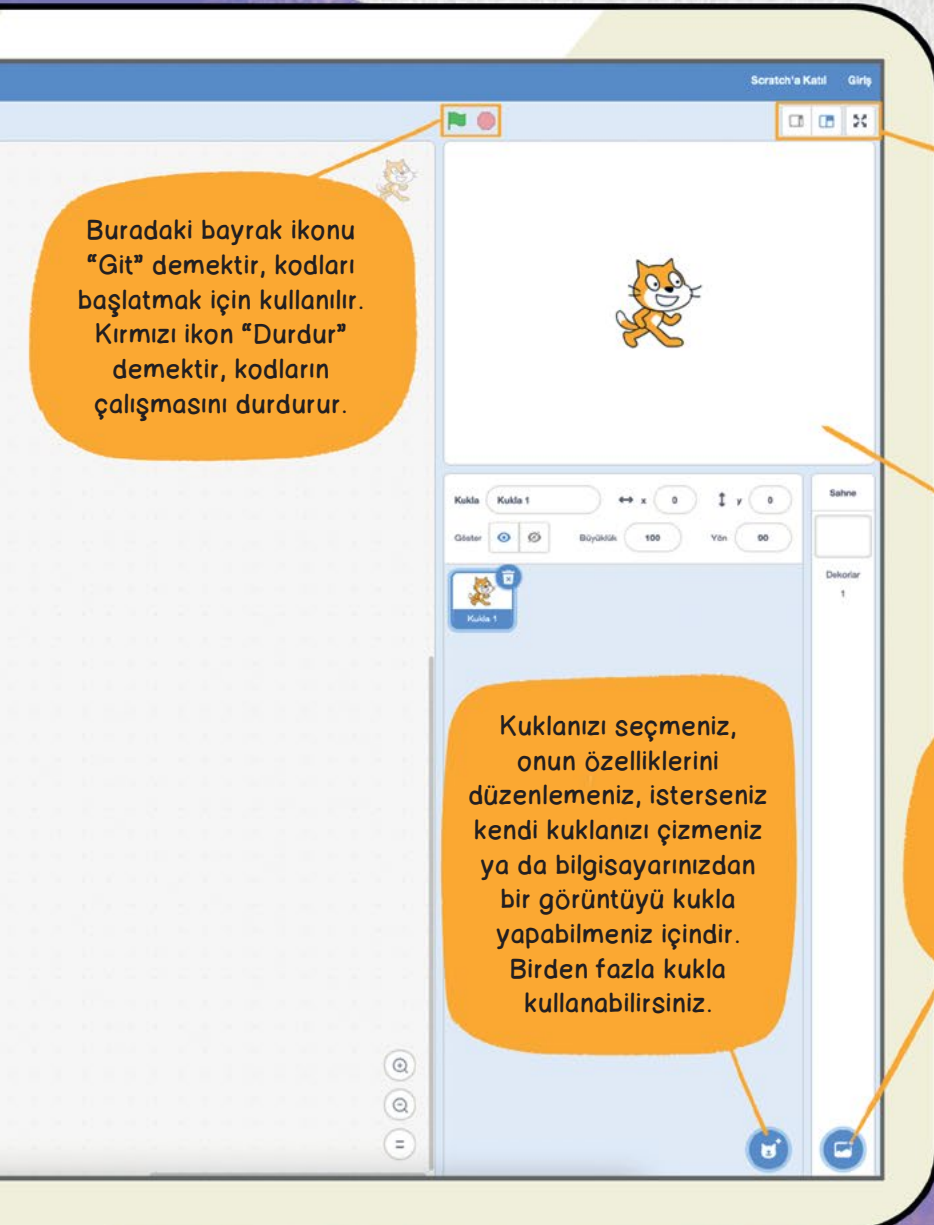 Scratch'a Katıl Giriş
Buradaki bayrak ikonu
“Git” demektir, kodları
başlatmak için kullanılır.
Kırmızı ikon “Durdur”
demektir, kodların
çalışmasını durdurur.
Kukla Kukla 1 x 0 y 0
Göster Büyüklük 100 Yön 90
Kukla 1
Sahne
Dekorlar
1
Kuklanızı seçmeniz,
onun özelliklerini
düzenlemeniz, isterseniz
kendi kuklanızı çizmeniz
ya da bilgisayarınızdan
bir görüntüyü kukla
yapabilmeniz içindir.
Birden fazla kukla
kullanabilirsiniz.